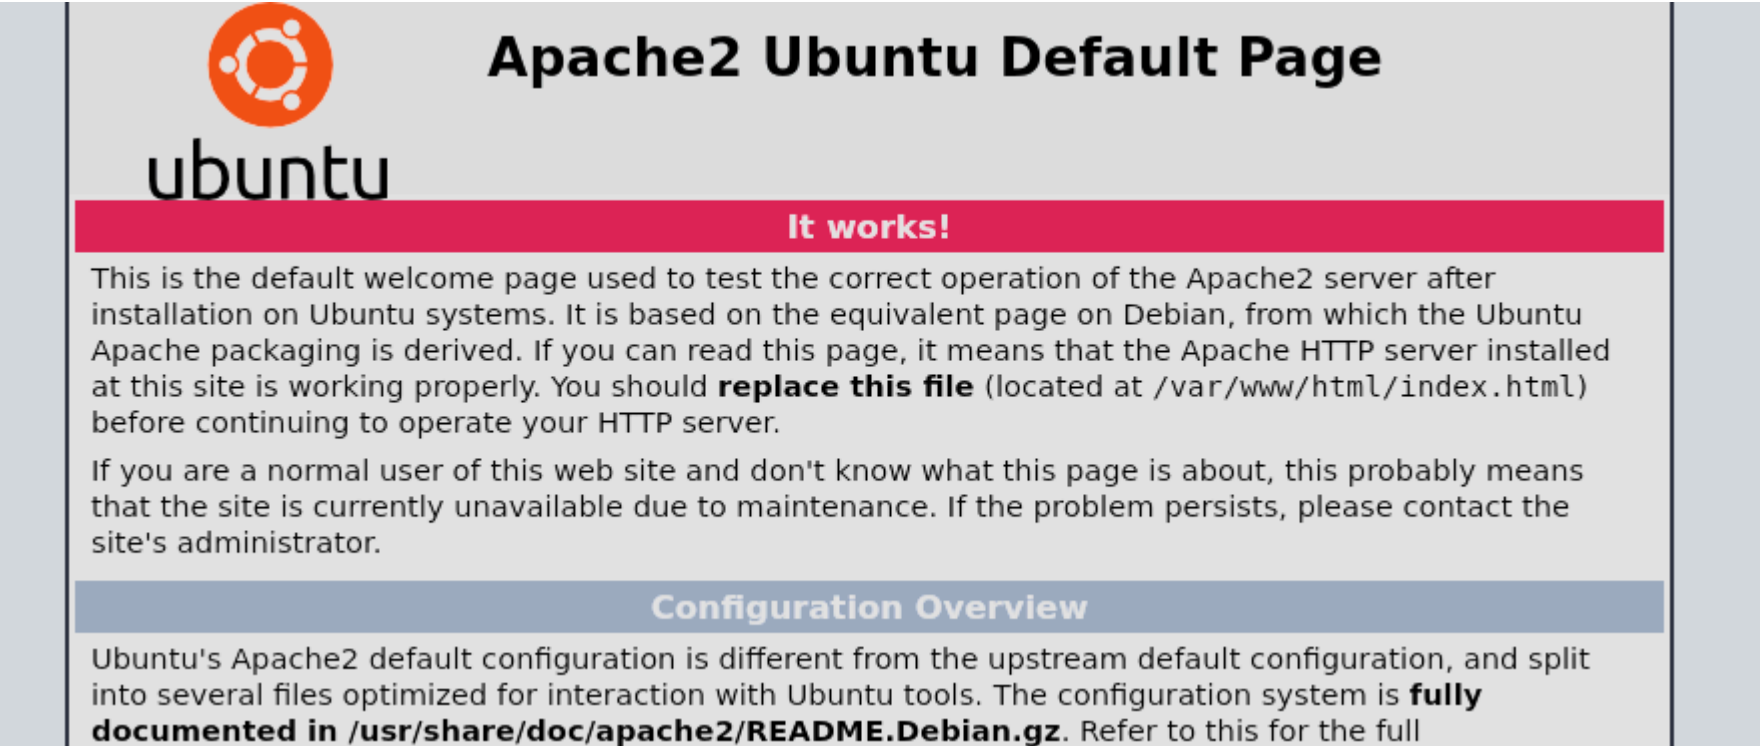 Apache2 Ubuntu Default Page
ubuntu
It works!
This is the default welcome page used to test the correct operation of the Apache2 server after
installation on Ubuntu systems. It is based on the equivalent page on Debian, from which the Ubuntu
Apache packaging is derived. If you can read this page, it means that the Apache HTTP server installed
at this site is working properly. You should replace this file (located at /var/www/html/index.html)
before continuing to operate your HTTP server.
If you are a normal user of this web site and don't know what this page is about, this probably means
that the site is currently unavailable due to maintenance. If the problem persists, please contact the
site's administrator.
Configuration Overview
Ubuntu's Apache2 default configuration is different from the upstream default configuration, and split
into several files optimized for interaction with Ubuntu tools. The configuration system is fully
documented in /usr/share/doc/apache2/README.Debian.gz. Refer to this for the full